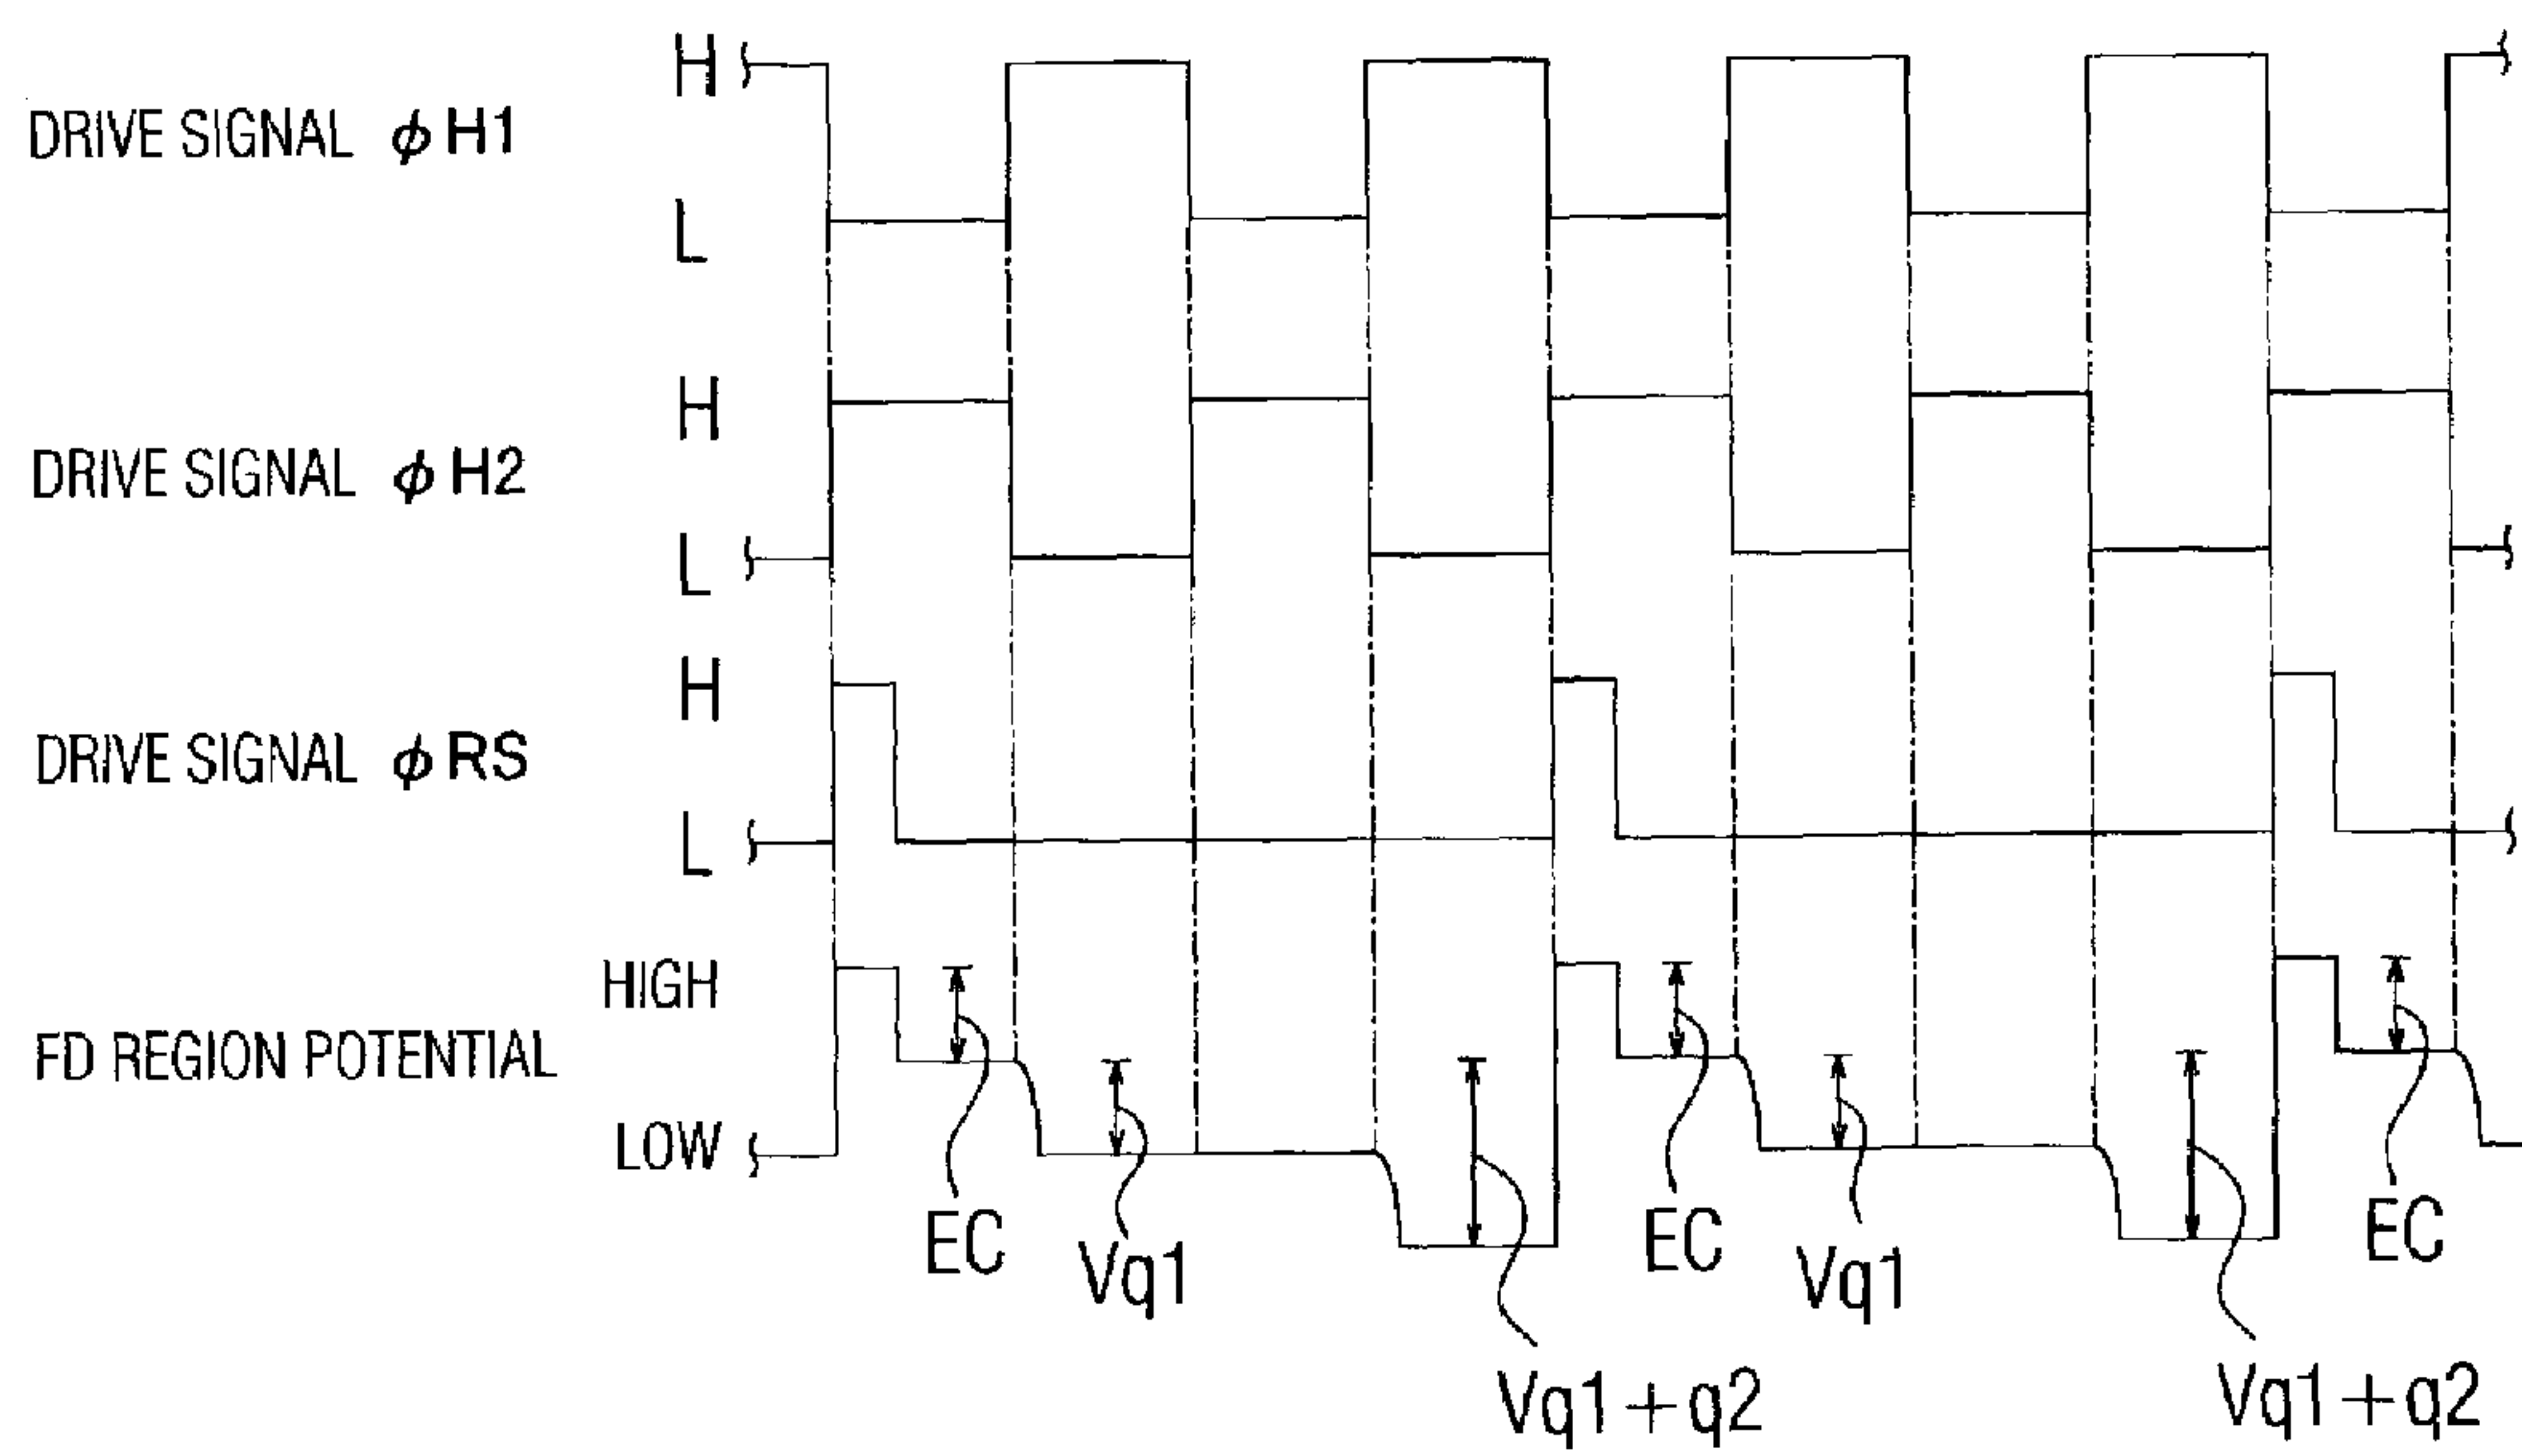 H
DRIVE SIGNAL φH1
L
H
DRIVE SIGNAL φH2
L
H
DRIVE SIGNAL φRS
L
HIGH
FD REGION POTENTIAL
LOW
EC
Vq1
EC
Vq1
EC
Vq1+q2
Vq1+q2